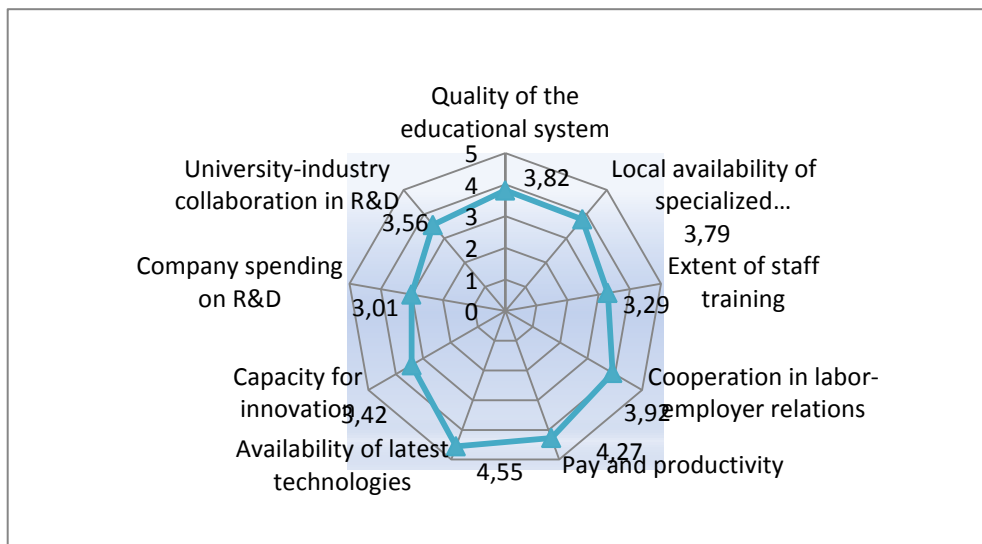 Quality of the
educational system
5
4
3
2
1
0
3,82
Local availability of
specialized...
3,79
Extent of staff
training
3,29
Cooperation in labor-
employer relations
3,92
Pay and productivity
4,27
Availability of latest
technologies
4,55
Capacity for
innovation
3,42
Company spending
on R&D
3,01
University-industry
collaboration in R&D
3,56